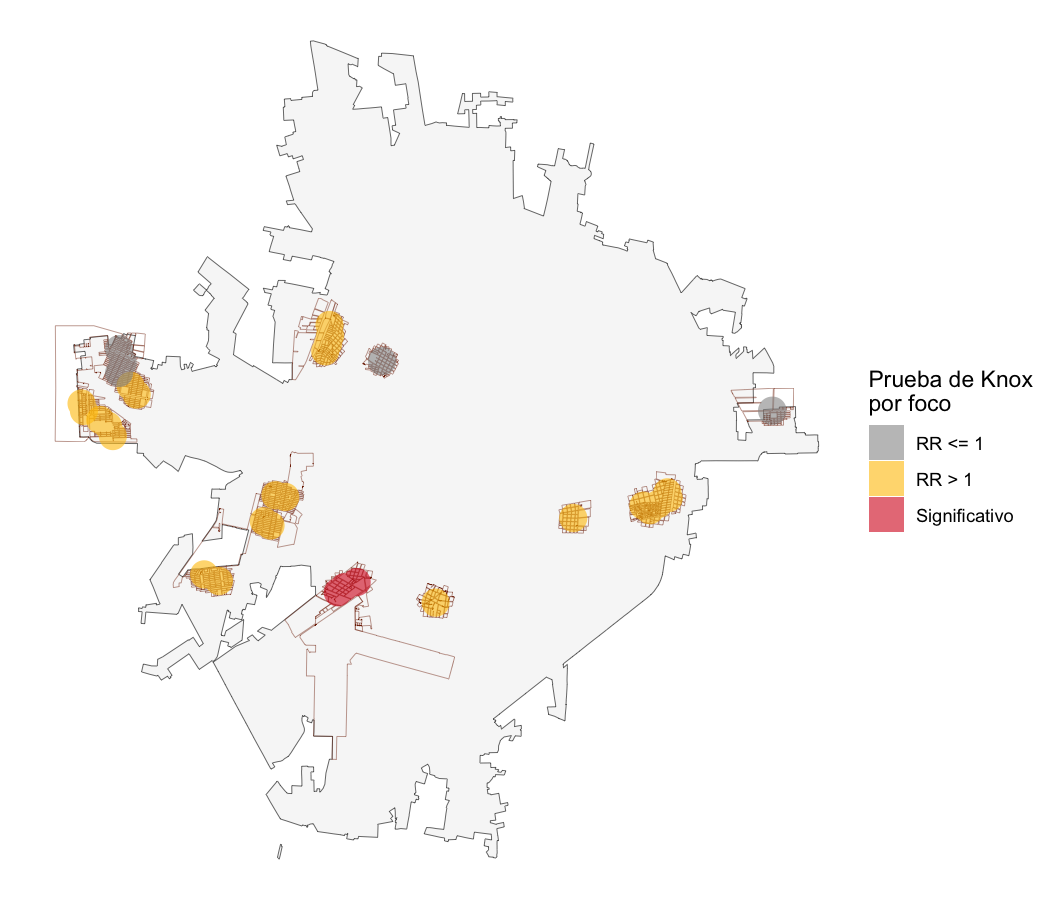 Prueba de Knox
por foco
RR <= 1
RR > 1
Significativo